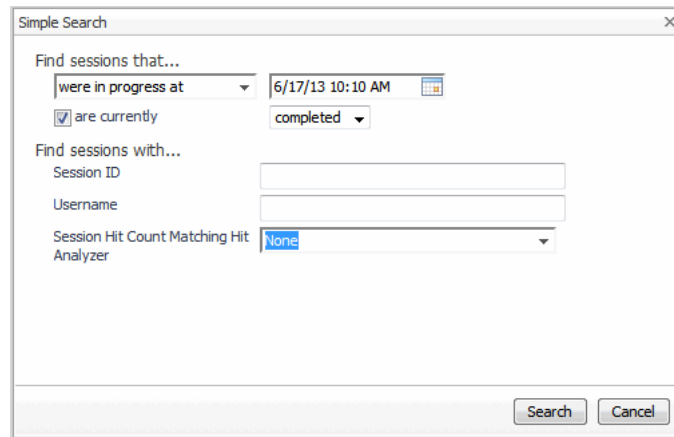 Simple Search
Find sessions that...
were in progress at 6/17/13 10:10 AM
are currently completed
Find sessions with...
Session ID
Username
Session Hit Count Matching Hit None
Analyzer
Search Cancel